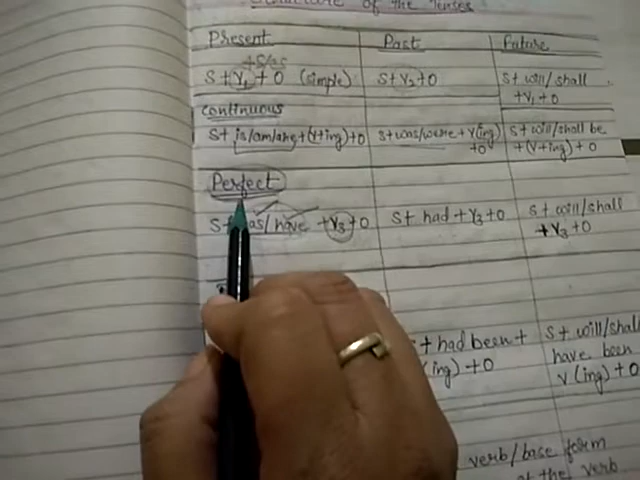 Structure of the Tenses
Present Past Future
+s/es
S + V1 + O (simple) S + V2 + O S + will/shall
+ V1 + O
continuous
S + is/am/are + (V+ing) + O S + was/were + V(ing) S + will/shall be
+ O + (V+ing) + O
Perfect
S + has/have + V3 + O S + had + V3 + O S + will/shall
+ V3 + O
+ had been + S + will/shall
(ing) + O have been
V (ing) + O
verb/base form
of the verb